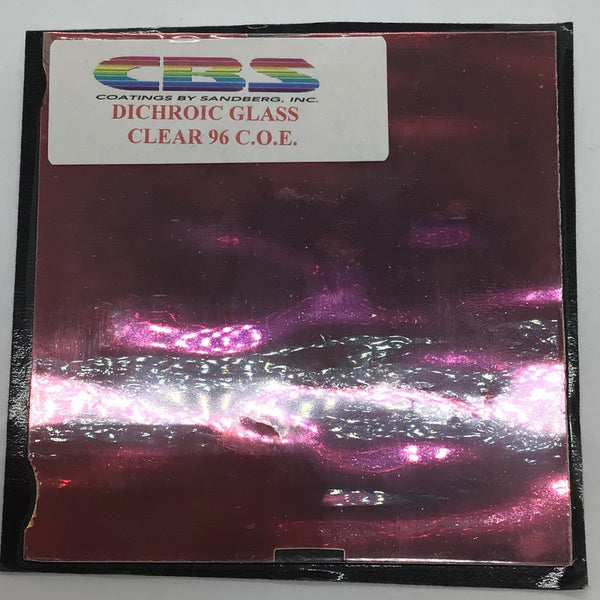 CBS
COATINGS BY SANDBERG, INC.
DICHROIC GLASS
CLEAR 96 C.O.E.